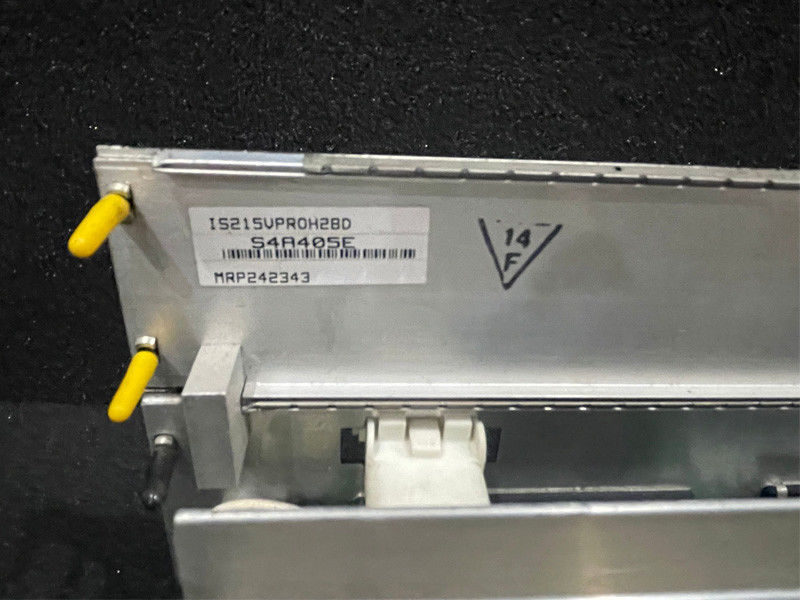 IS215VPROH2BD
S4A405E
MRP242343
14
F